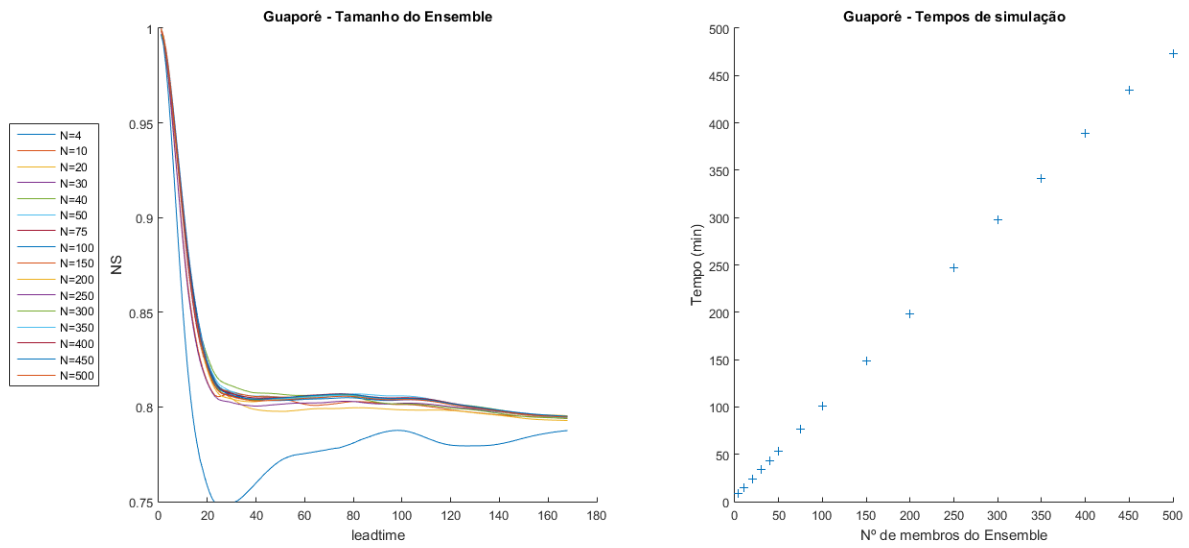 Guaporé - Tamanho do Ensemble
N=4
N=10
N=20
N=30
N=40
N=50
N=75
N=100
N=150
N=200
N=250
N=300
N=350
N=400
N=450
N=500
NS
1
0.95
0.9
0.85
0.8
0.75
0 20 40 60 80 100 120 140 160 180
leadtime
Guaporé - Tempos de simulação
Tempo (min)
500
450
400
350
300
250
200
150
100
50
0
0 50 100 150 200 250 300 350 400 450 500
Nº de membros do Ensemble